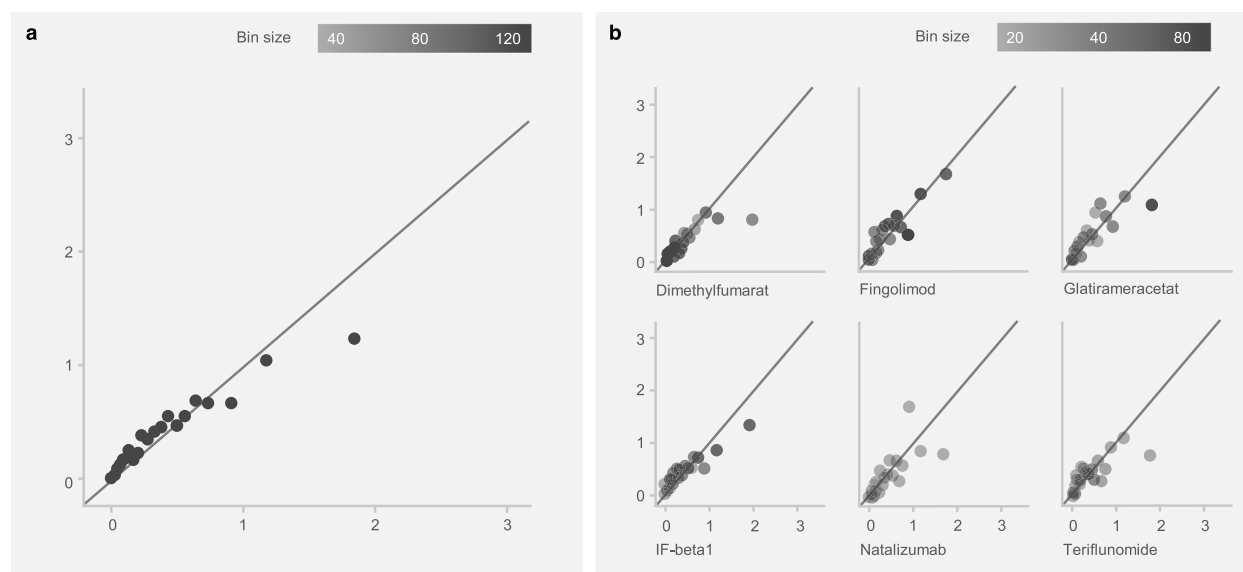 a
Bin size 40 80 120
3
2
1
0
0 1 2 3
b
Bin size 20 40 80
3
2
1
0
Dimethylfumarat Fingolimod Glatirameracetat
3
2
1
0
0 1 2 3 0 1 2 3 0 1 2 3
IF-beta1 Natalizumab Teriflunomide